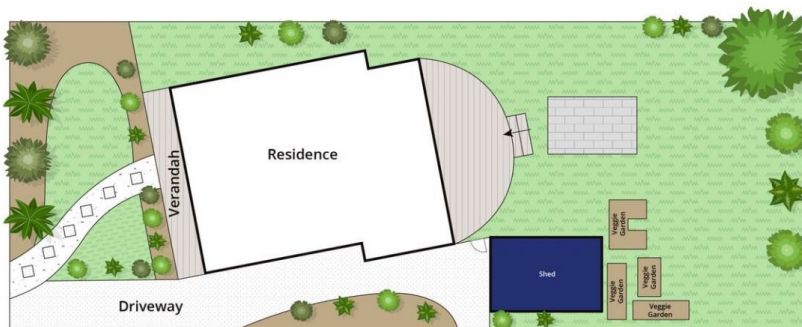 Residence
Verandah
Driveway
Shed
Veggie
Garden
Veggie
Garden
Veggie
Garden
Veggie
Garden